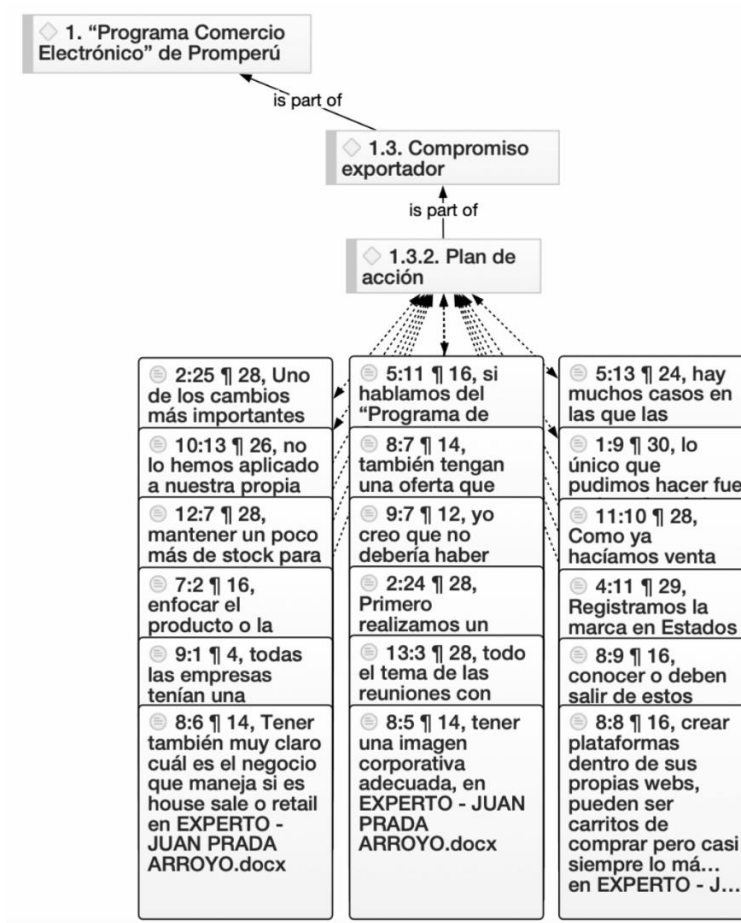 1. “Programa Comercio
Electrónico” de Promperú
is part of
1.3. Compromiso
exportador
is part of
1.3.2. Plan de
acción
2:25 ¶ 28, Uno
de los cambios
más importantes
10:13 ¶ 26, no
lo hemos aplicado
a nuestra propia
12:7 ¶ 28,
mantener un poco
más de stock para
7:2 ¶ 16,
enfocar el
producto o la
9:1 ¶ 4, todas
las empresas
tenían una
8:6 ¶ 14, Tener
también muy claro
cuál es el negocio
que maneja si es
house sale o retail
en EXPERTO -
JUAN PRADA
ARROYO.docx
5:11 ¶ 16, si
hablamos del
“Programa de
8:7 ¶ 14,
también tengan
una oferta que
9:7 ¶ 12, yo
creo que no
debería haber
2:24 ¶ 28,
Primero
realizamos un
13:3 ¶ 28, todo
el tema de las
reuniones con
8:5 ¶ 14, tener
una imagen
corporativa
adecuada, en
EXPERTO - JUAN
PRADA
ARROYO.docx
5:13 ¶ 24, hay
muchos casos en
las que las
1:9 ¶ 30, lo
único que
pudimos hacer fue
11:10 ¶ 28,
Como ya
hacíamos venta
4:11 ¶ 29,
Registramos la
marca en Estados
8:9 ¶ 16,
conocer o deben
salir de estos
8:8 ¶ 16, crear
plataformas
dentro de sus
propias webs,
pueden ser
carritos de
comprar pero casi
siempre lo má...
en EXPERTO - J...